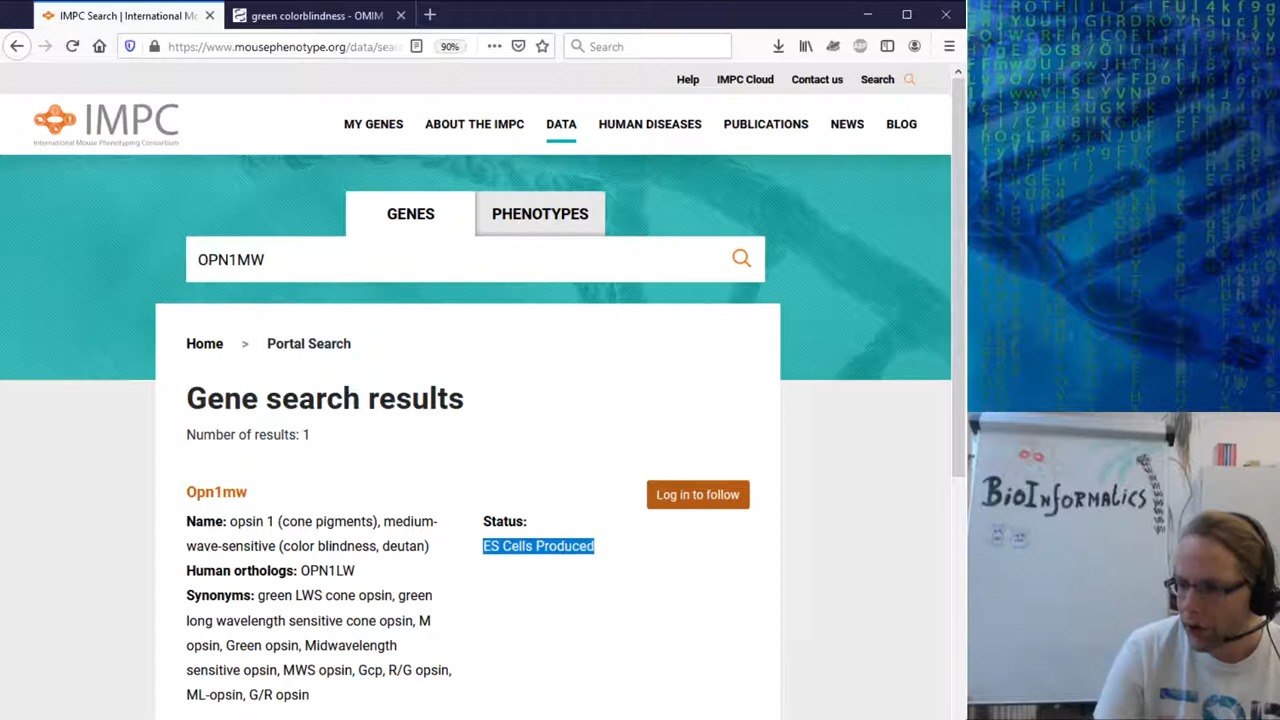 IMPC Search | International Mo
green colorblindness - OMIM
https://www.mousephenotype.org/data/sear
90%
Search
Help
IMPC Cloud
Contact us
Search
IMPC
International Mouse Phenotyping Consortium
MY GENES
ABOUT THE IMPC
DATA
HUMAN DISEASES
PUBLICATIONS
NEWS
BLOG
GENES
PHENOTYPES
OPN1MW
Home > Portal Search
Gene search results
Number of results: 1
Opn1mw
Log in to follow
Name: opsin 1 (cone pigments), medium-
wave-sensitive (color blindness, deutan)
Human orthologs: OPN1LW
Synonyms: green LWS cone opsin, green
long wavelength sensitive cone opsin, M
opsin, Green opsin, Midwavelength
sensitive opsin, MWS opsin, Gcp, R/G opsin,
ML-opsin, G/R opsin
Status:
ES Cells Produced
BioInformatics